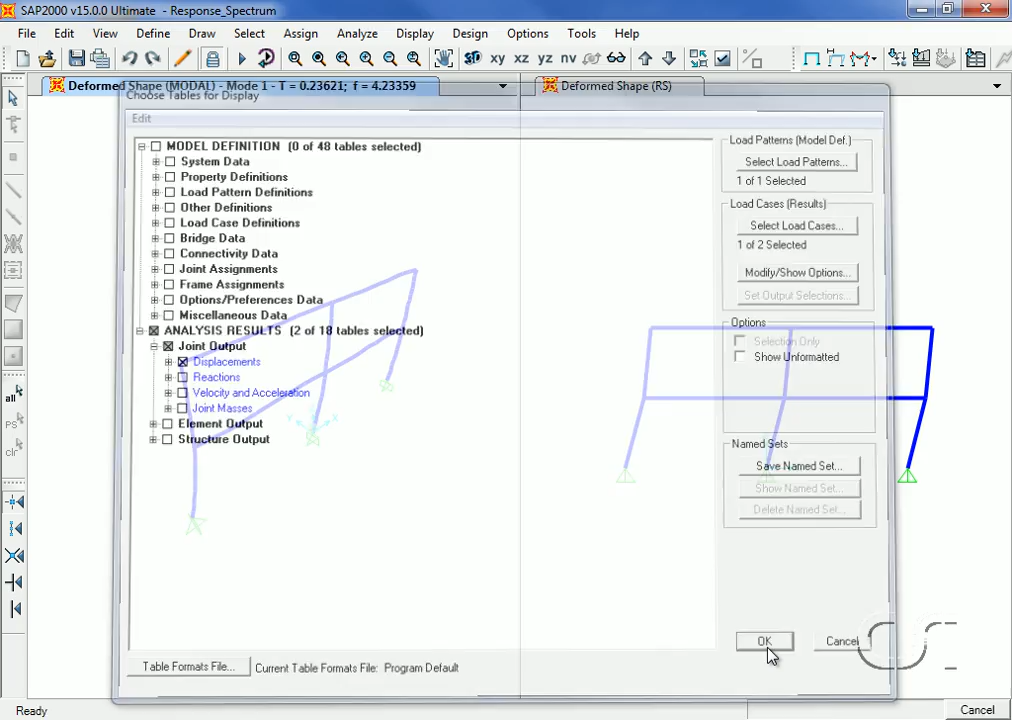 SAP2000 v15.0.0 Ultimate - Response_Spectrum
File Edit View Define Draw Select Assign Analyze Display Design Options Tools Help
3D xy xz yz nv
Deformed Shape (MODAL) - Mode 1 - T = 0.23621; f = 4.23359
Deformed Shape (RS)
Choose Tables for Display
Edit
MODEL DEFINITION (0 of 48 tables selected)
System Data
Property Definitions
Load Pattern Definitions
Other Definitions
Load Case Definitions
Bridge Data
Connectivity Data
Joint Assignments
Frame Assignments
Options/Preferences Data
Miscellaneous Data
ANALYSIS RESULTS (2 of 18 tables selected)
Joint Output
Displacements
Reactions
Velocity and Acceleration
Joint Masses
Element Output
Structure Output
Table Formats File...
Current Table Formats File: Program Default
Load Patterns (Model Def.)
Select Load Patterns...
1 of 1 Selected
Load Cases (Results)
Select Load Cases...
1 of 2 Selected
Modify/Show Options...
Set Output Selections...
Options
Selection Only
Show Unformatted
Named Sets
Save Named Set...
Show Named Set...
Delete Named Set...
OK
Cancel
all
PS
clr
Y X
CSI
Ready
Cancel